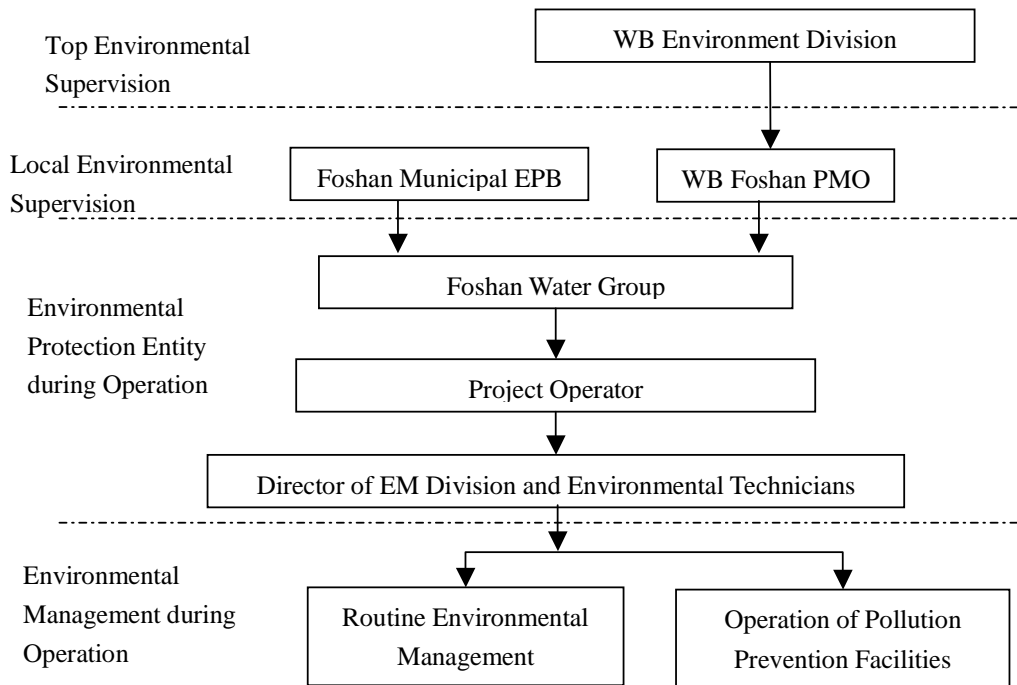 Top Environmental
Supervision
WB Environment Division
Local Environmental
Supervision
Foshan Municipal EPB
WB Foshan PMO
Environmental
Protection Entity
during Operation
Foshan Water Group
Project Operator
Director of EM Division and Environmental Technicians
Environmental
Management during
Operation
Routine Environmental
Management
Operation of Pollution
Prevention Facilities